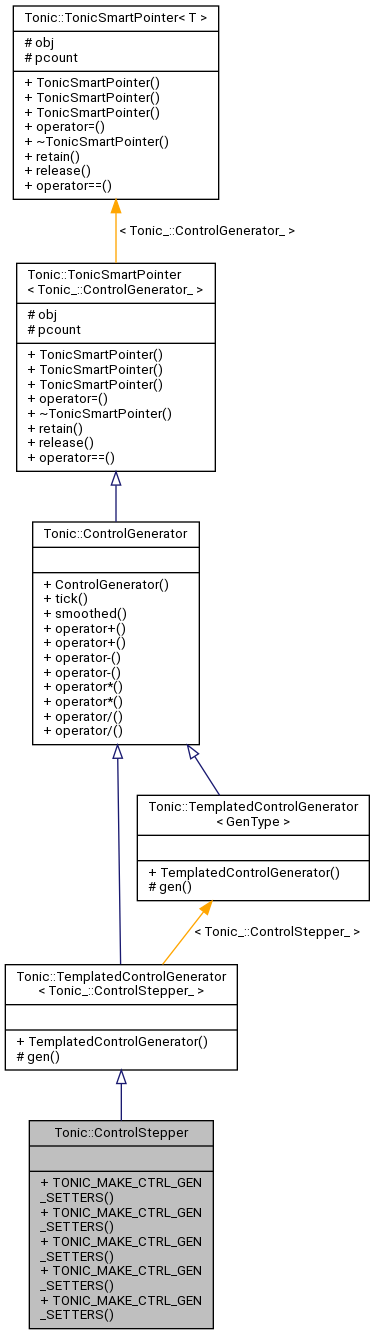 Tonic::TonicSmartPointer< T >
# obj
# pcount
+ TonicSmartPointer()
+ TonicSmartPointer()
+ TonicSmartPointer()
+ operator=()
+ ~TonicSmartPointer()
+ retain()
+ release()
+ operator==()
< Tonic_::ControlGenerator_ >
Tonic::TonicSmartPointer
< Tonic_::ControlGenerator_ >
# obj
# pcount
+ TonicSmartPointer()
+ TonicSmartPointer()
+ TonicSmartPointer()
+ operator=()
+ ~TonicSmartPointer()
+ retain()
+ release()
+ operator==()
Tonic::ControlGenerator
+ ControlGenerator()
+ tick()
+ smoothed()
+ operator+()
+ operator+()
+ operator-()
+ operator-()
+ operator*()
+ operator*()
+ operator/()
+ operator/()
Tonic::TemplatedControlGenerator
< GenType >
+ TemplatedControlGenerator()
# gen()
< Tonic_::ControlStepper_ >
Tonic::TemplatedControlGenerator
< Tonic_::ControlStepper_ >
+ TemplatedControlGenerator()
# gen()
Tonic::ControlStepper
+ TONIC_MAKE_CTRL_GEN
_SETTERS()
+ TONIC_MAKE_CTRL_GEN
_SETTERS()
+ TONIC_MAKE_CTRL_GEN
_SETTERS()
+ TONIC_MAKE_CTRL_GEN
_SETTERS()
+ TONIC_MAKE_CTRL_GEN
_SETTERS()